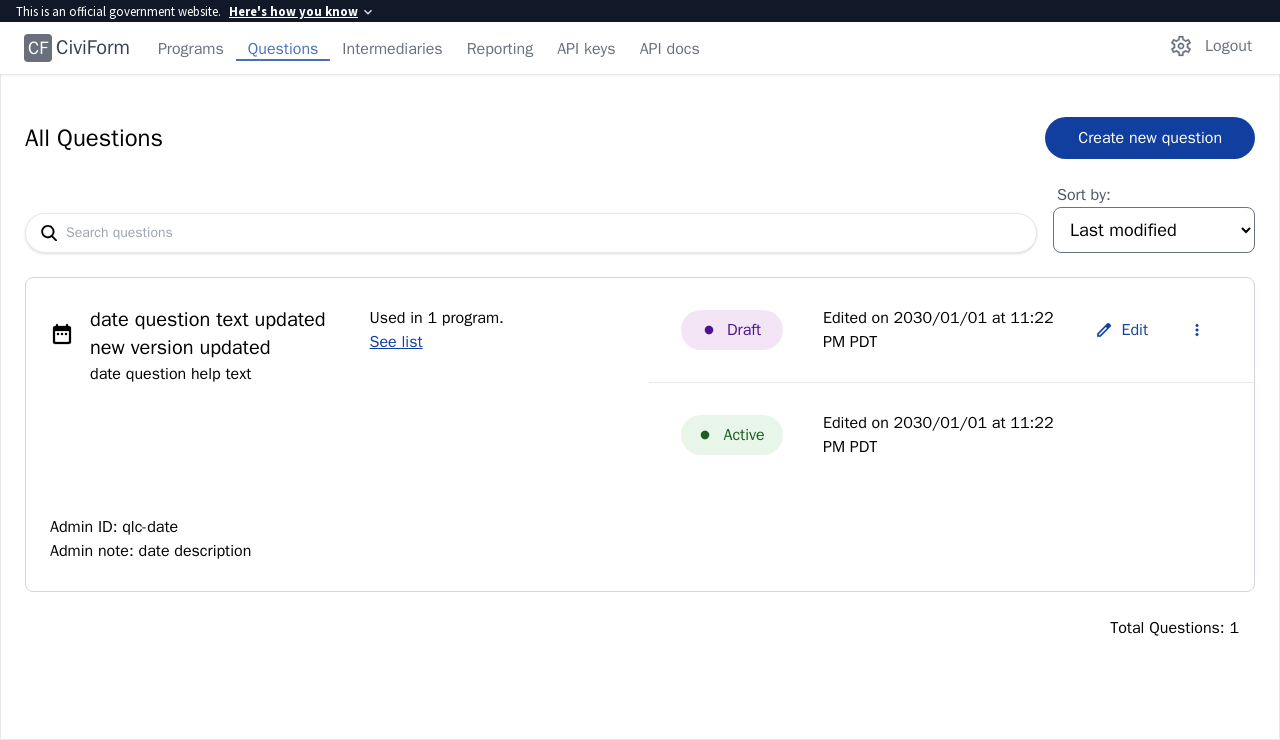 This is an official government website. Here's how you know
CF CiviForm Programs Questions Intermediaries Reporting API keys API docs Logout
All Questions
Create new question
Sort by:
Search questions
Last modified
date question text updated
new version updated
date question help text
Used in 1 program.
See list
Draft
Edited on 2030/01/01 at 11:22
PM PDT
Edit
Active
Edited on 2030/01/01 at 11:22
PM PDT
Admin ID: qlc-date
Admin note: date description
Total Questions: 1